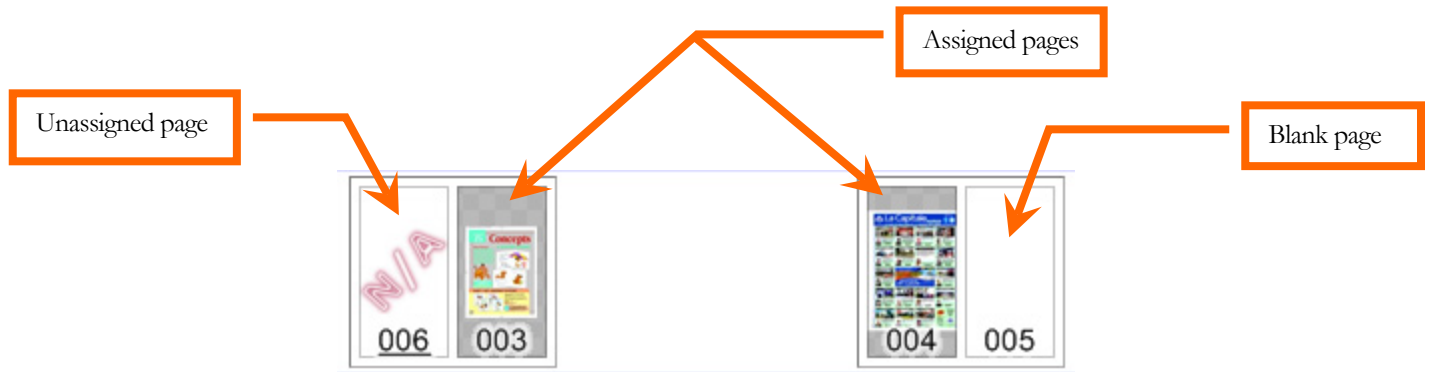 Assigned pages
Unassigned page
Blank page
N/A
Concepts
La Capitale
006
003
004
005